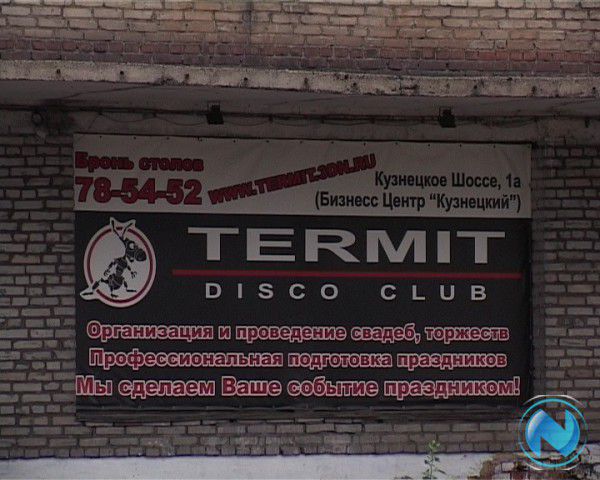 Бронь столов
78-54-52 WWW.TERMIT.3DN.RU
Кузнецкое Шоссе, 1а
(Бизнесс Центр “Кузнецкий”)
TERMIT
DISCO CLUB
Организация и проведение свадеб, торжеств
Профессиональная подготовка праздников
Мы сделаем Ваше событие праздником!